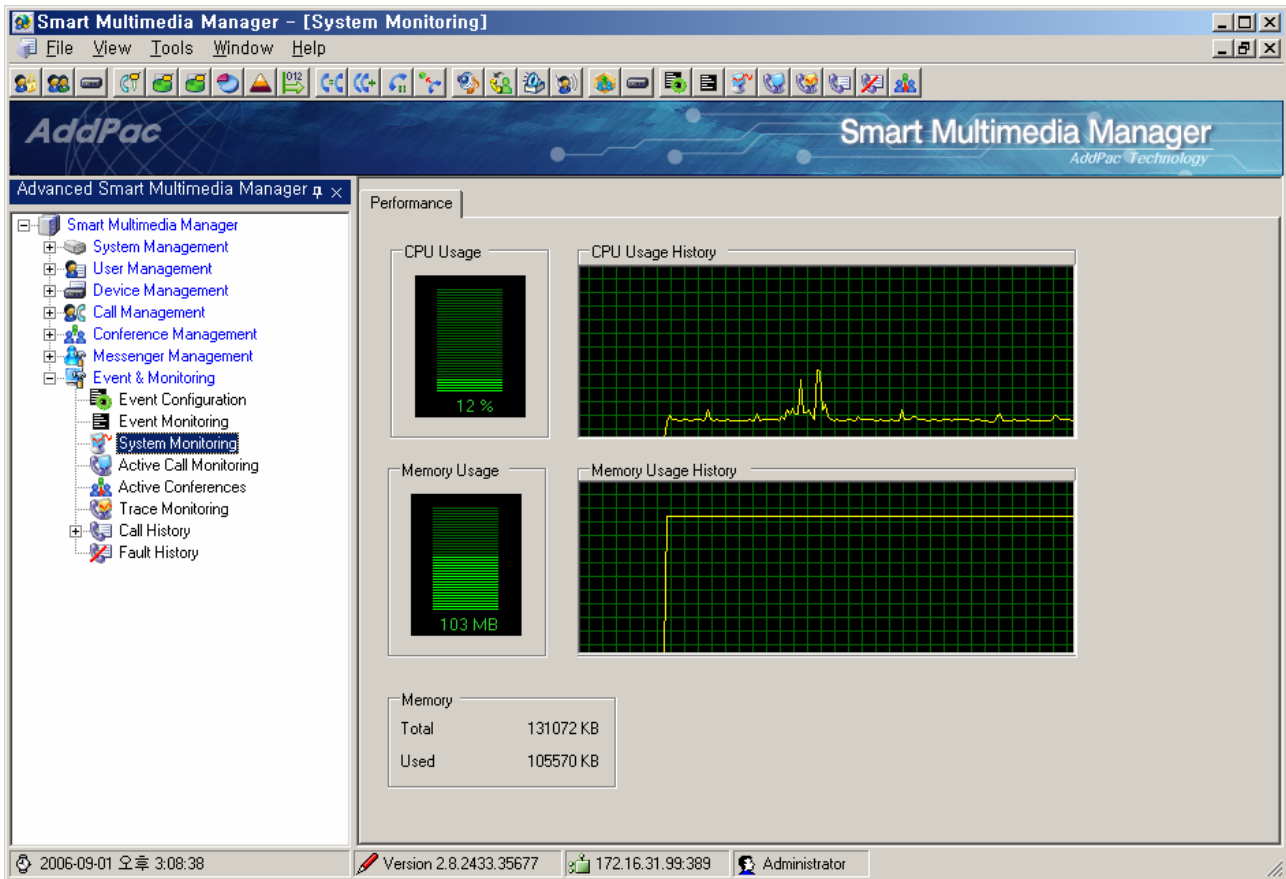 Smart Multimedia Manager - [System Monitoring]
File View Tools Window Help
AddPac
Smart Multimedia Manager
AddPac Technology
Advanced Smart Multimedia Manager
Smart Multimedia Manager
System Management
User Management
Device Management
Call Management
Conference Management
Messenger Management
Event & Monitoring
Event Configuration
Event Monitoring
System Monitoring
Active Call Monitoring
Active Conferences
Trace Monitoring
Call History
Fault History
Performance
CPU Usage
12 %
CPU Usage History
Memory Usage
103 MB
Memory Usage History
Memory
Total 131072 KB
Used 105570 KB
2006-09-01 오후 3:08:38
Version 2.8.2433.35677
172.16.31.99:389
Administrator